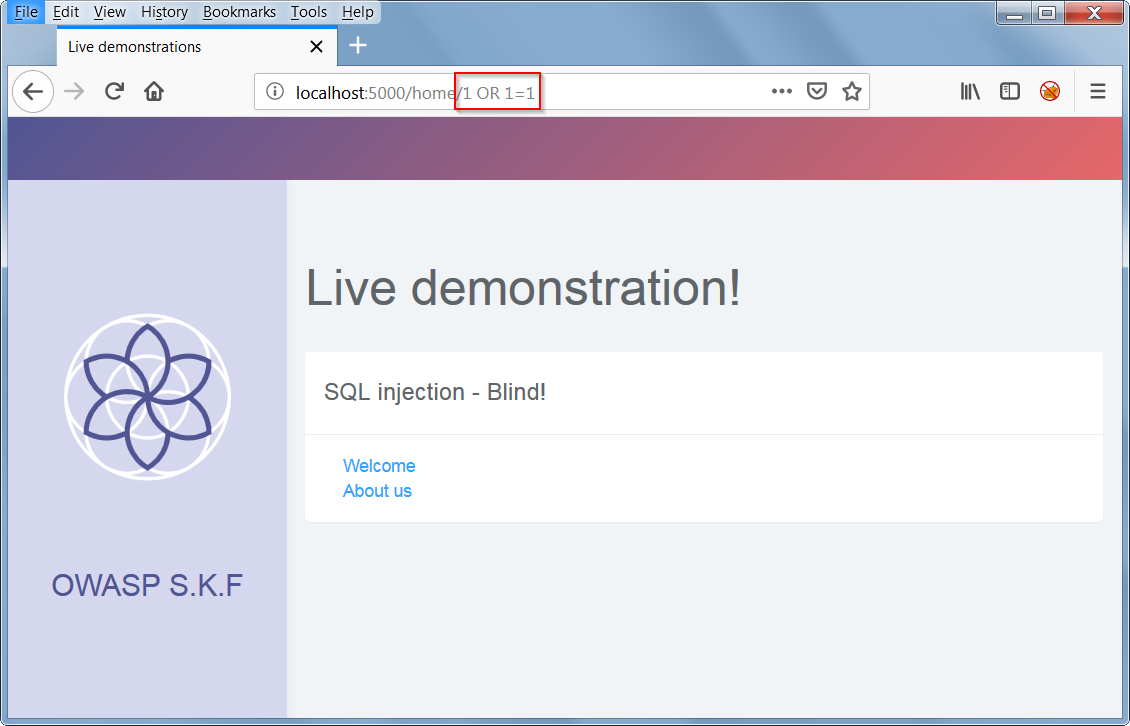 File Edit View History Bookmarks Tools Help
Live demonstrations
localhost:5000/home/1 OR 1=1
Live demonstration!
SQL injection - Blind!
Welcome
About us
OWASP S.K.F